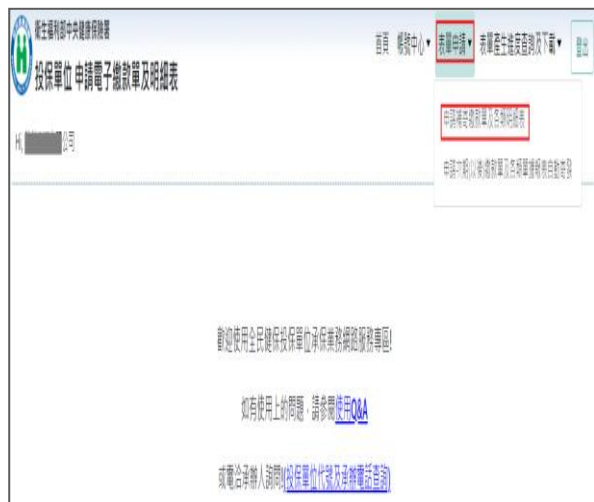 衛生福利部中央健康保險署
投保單位 申請電子繳款單及明細表
首頁 帳號中心▼ 表單申請▼ 表單產生進度查詢及下載▼ 登出
申請補寄繳款單及各類明細表
Hi, 公司
歡迎使用全民健保投保單位承保業務網路服務專區!
如有使用上的問題,請參閱使用Q&A
或電洽承辦人詢問!(投保單位代號及承辦電話查詢)